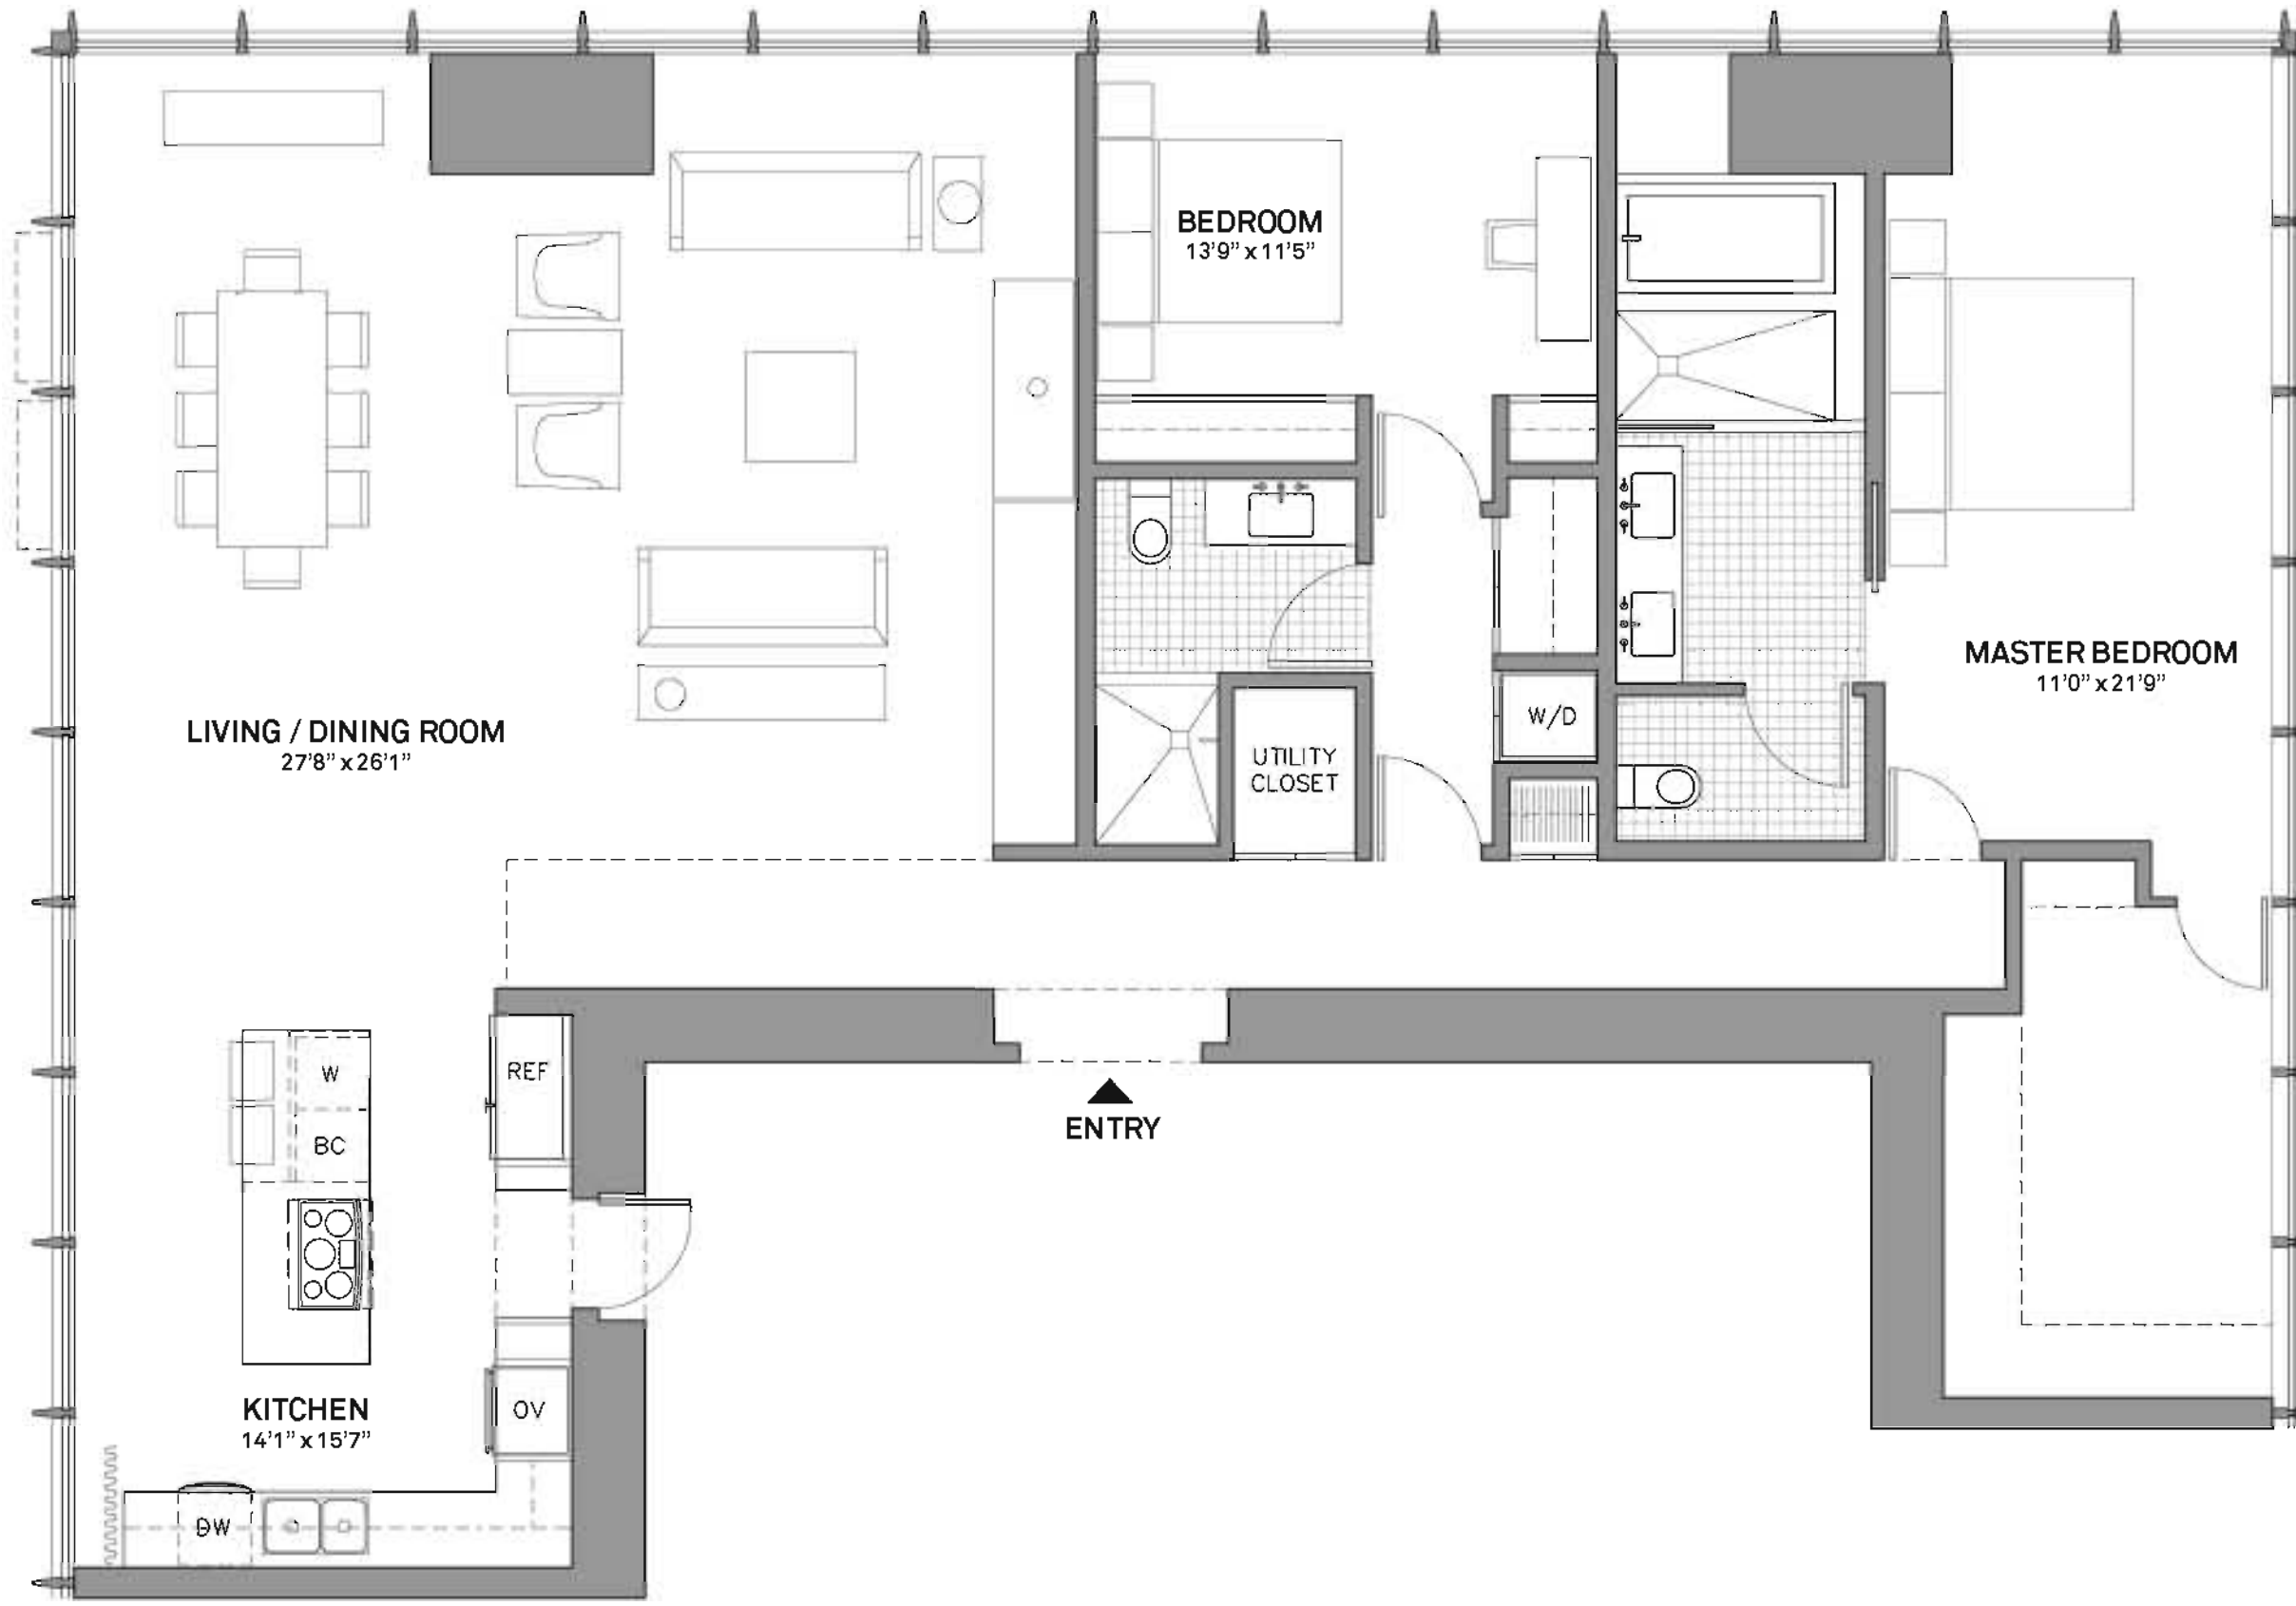 BEDROOM
13'9" x 11'5"
MASTER BEDROOM
11'0" x 21'9"
LIVING / DINING ROOM
27'8" x 26'1"
W/D
UTILITY
CLOSET
REF
W
BC
ENTRY
KITCHEN
14'1" x 15'7"
OV
DW